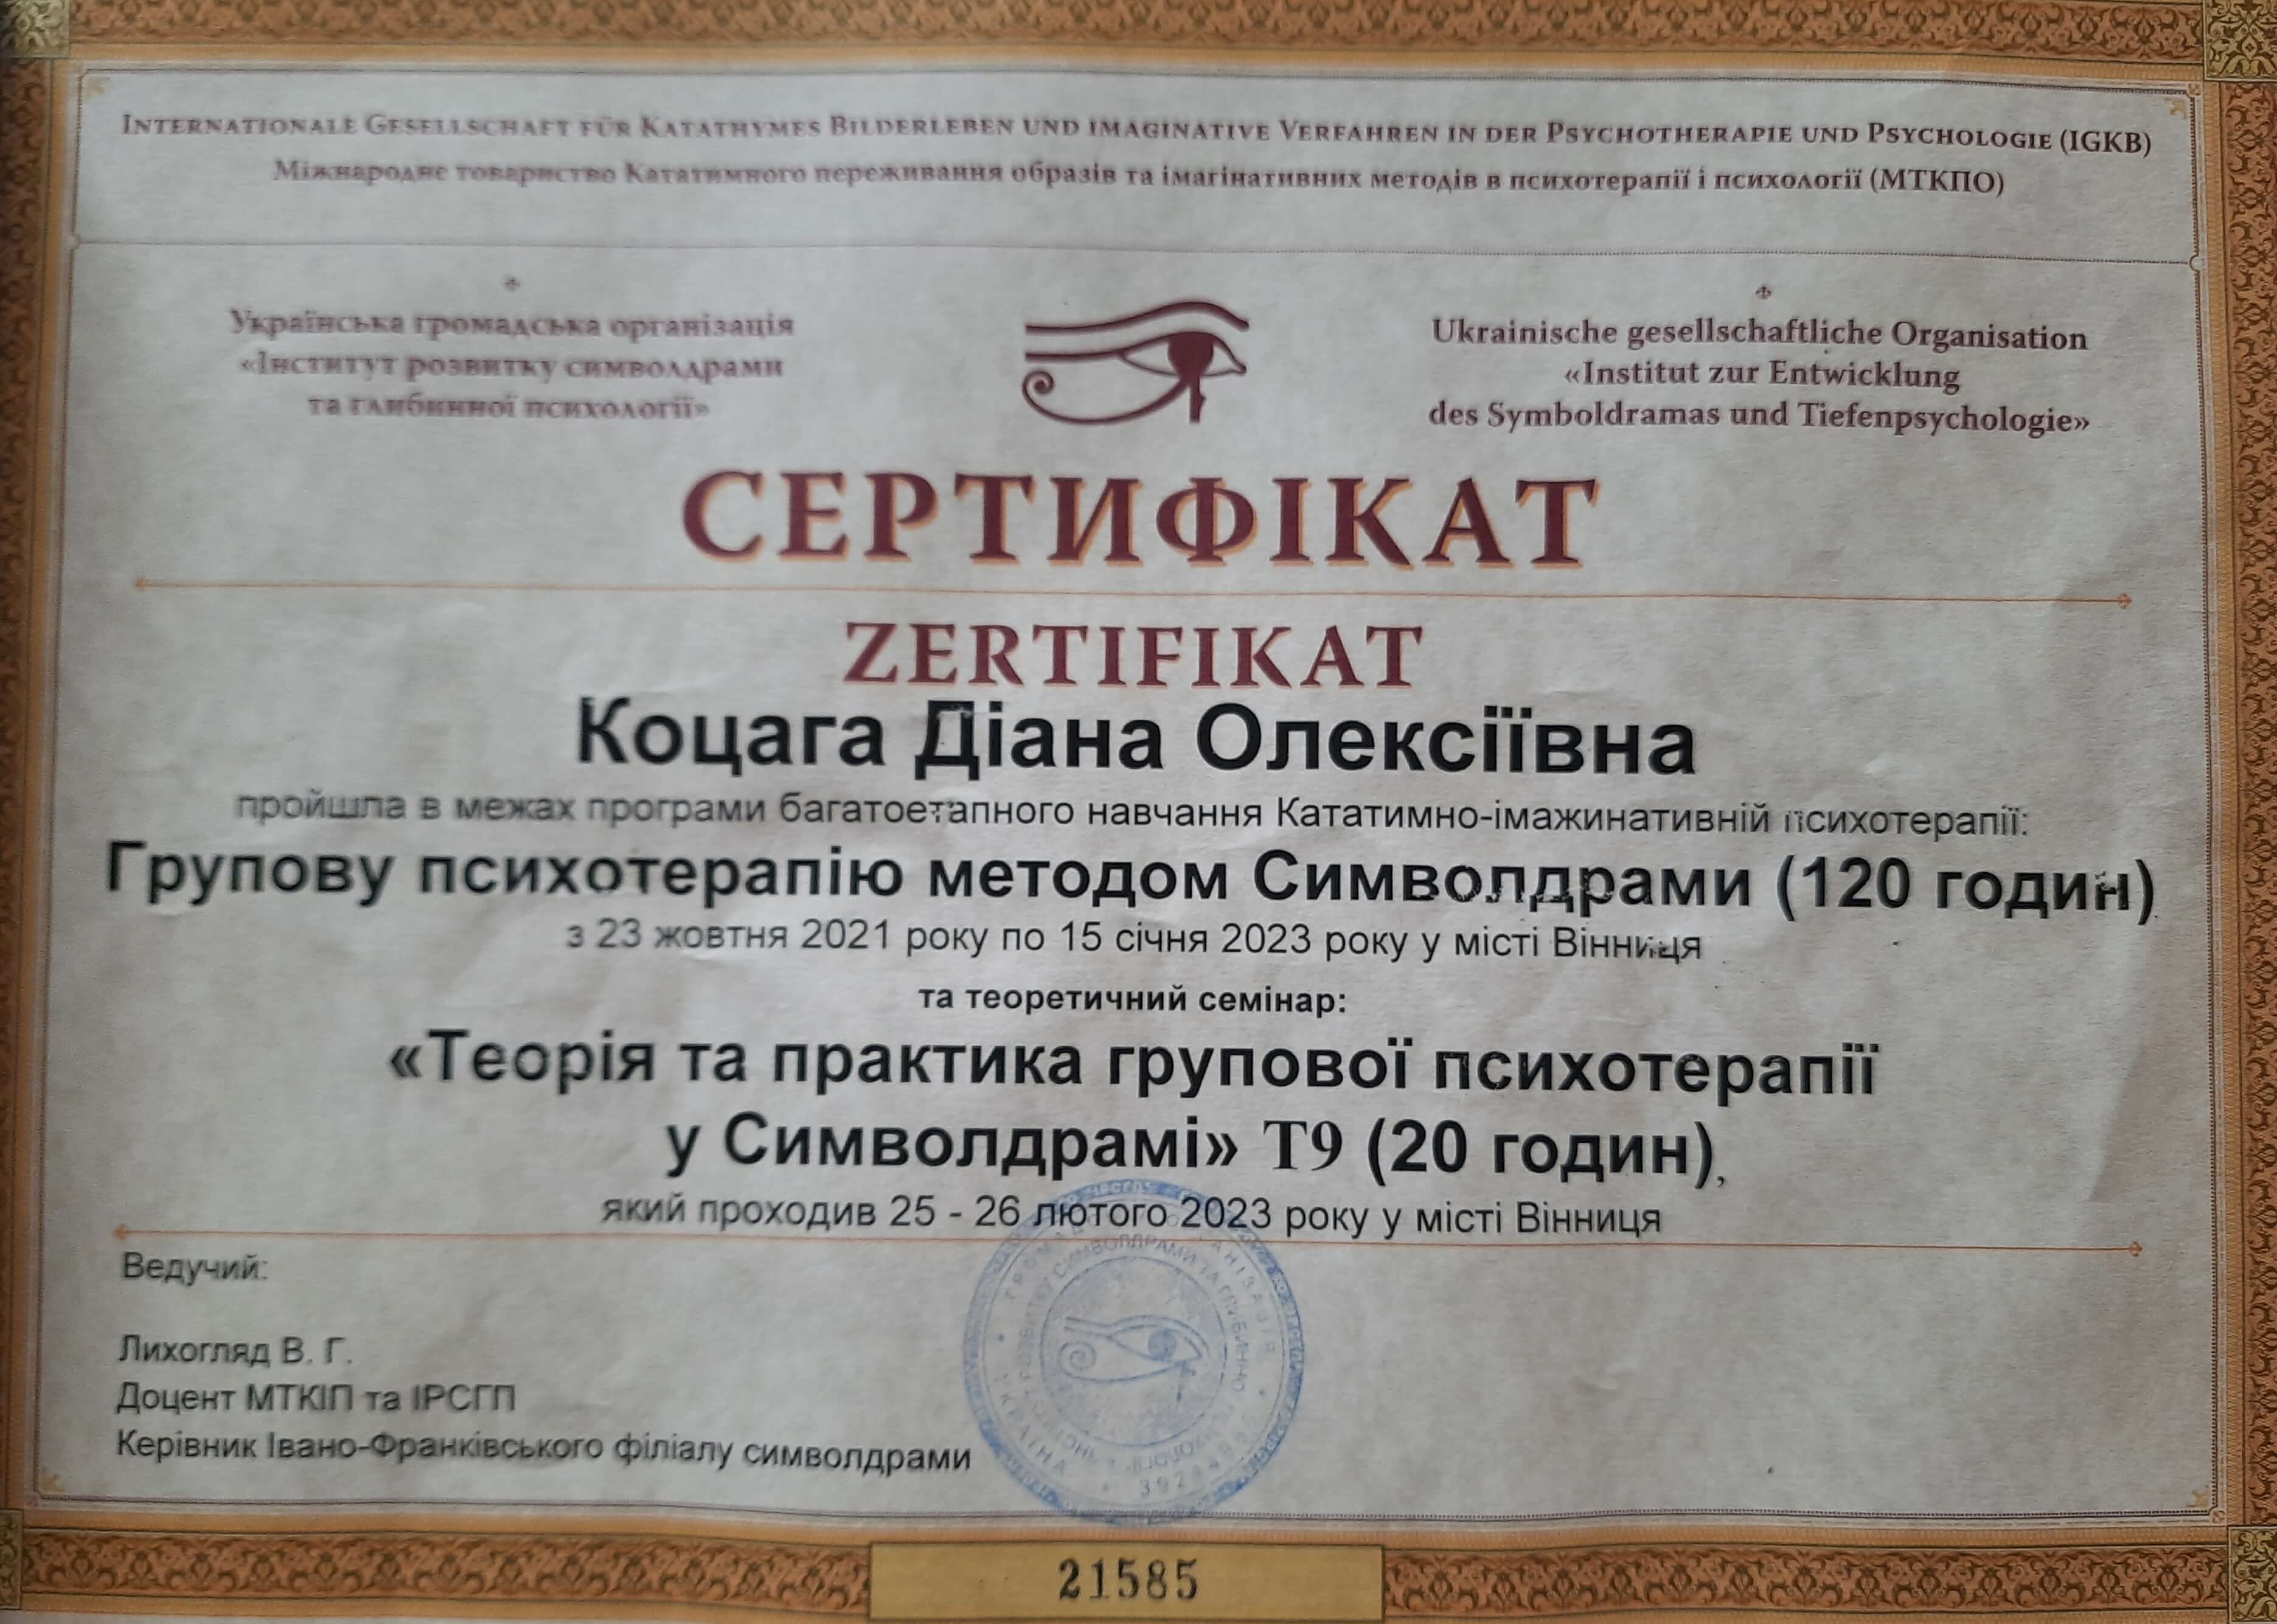 Internationale Gesellschaft für Katathymes Bilderleben und imaginative Verfahren in der Psychotherapie und Psychologie (IGKB)
Міжнародне товариство Кататимного переживання образів та імагінативних методів в психотерапії і психології (МТКПО)
Українська громадська організація
«Інститут розвитку символдрами
та глибинної психології»
Ukrainische gesellschaftliche Organisation
«Institut zur Entwicklung
des Symboldramas und Tiefenpsychologie»
СЕРТИФІКАТ
ZERTIFIKAT
Коцага Діана Олексіївна
пройшла в межах програми багатоетапного навчання Кататимно-імажинативній психотерапії:
Групову психотерапію методом Символдрами (120 годин)
з 23 жовтня 2021 року по 15 січня 2023 року у місті Вінниця
та теоретичний семінар:
«Теорія та практика групової психотерапії
у Символдрамі» Т9 (20 годин),
який проходив 25 - 26 лютого 2023 року у місті Вінниця
Ведучий:
Лихогляд В. Г.
Доцент МТКІП та ІРСГП
Керівник Івано-Франківського філіалу символдрами
УКРАЇНА
СИМВОЛДРАМИ ТА ГЛИБИННОЇ
21585